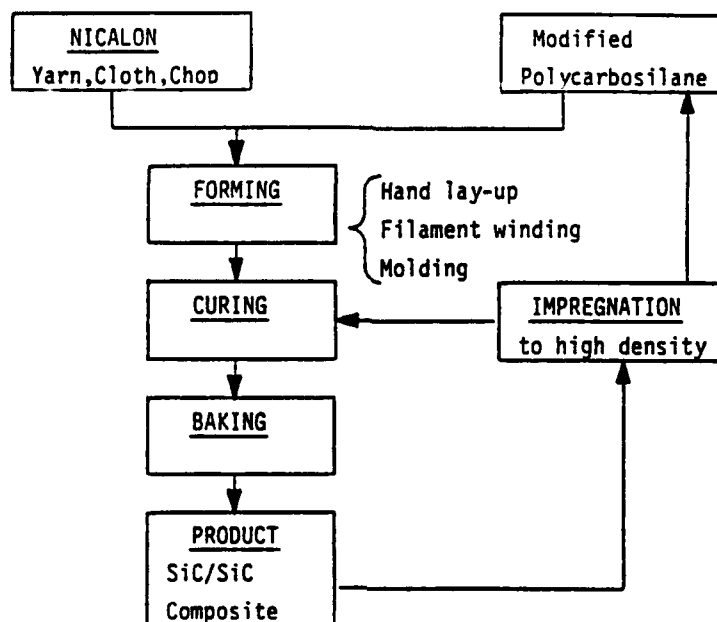 NICALON
Yarn,Cloth,Chop
Modified
Polycarbosilane
FORMING
Hand lay-up
Filament winding
Molding
CURING
IMPREGNATION
to high density
BAKING
PRODUCT
SiC/SiC
Composite